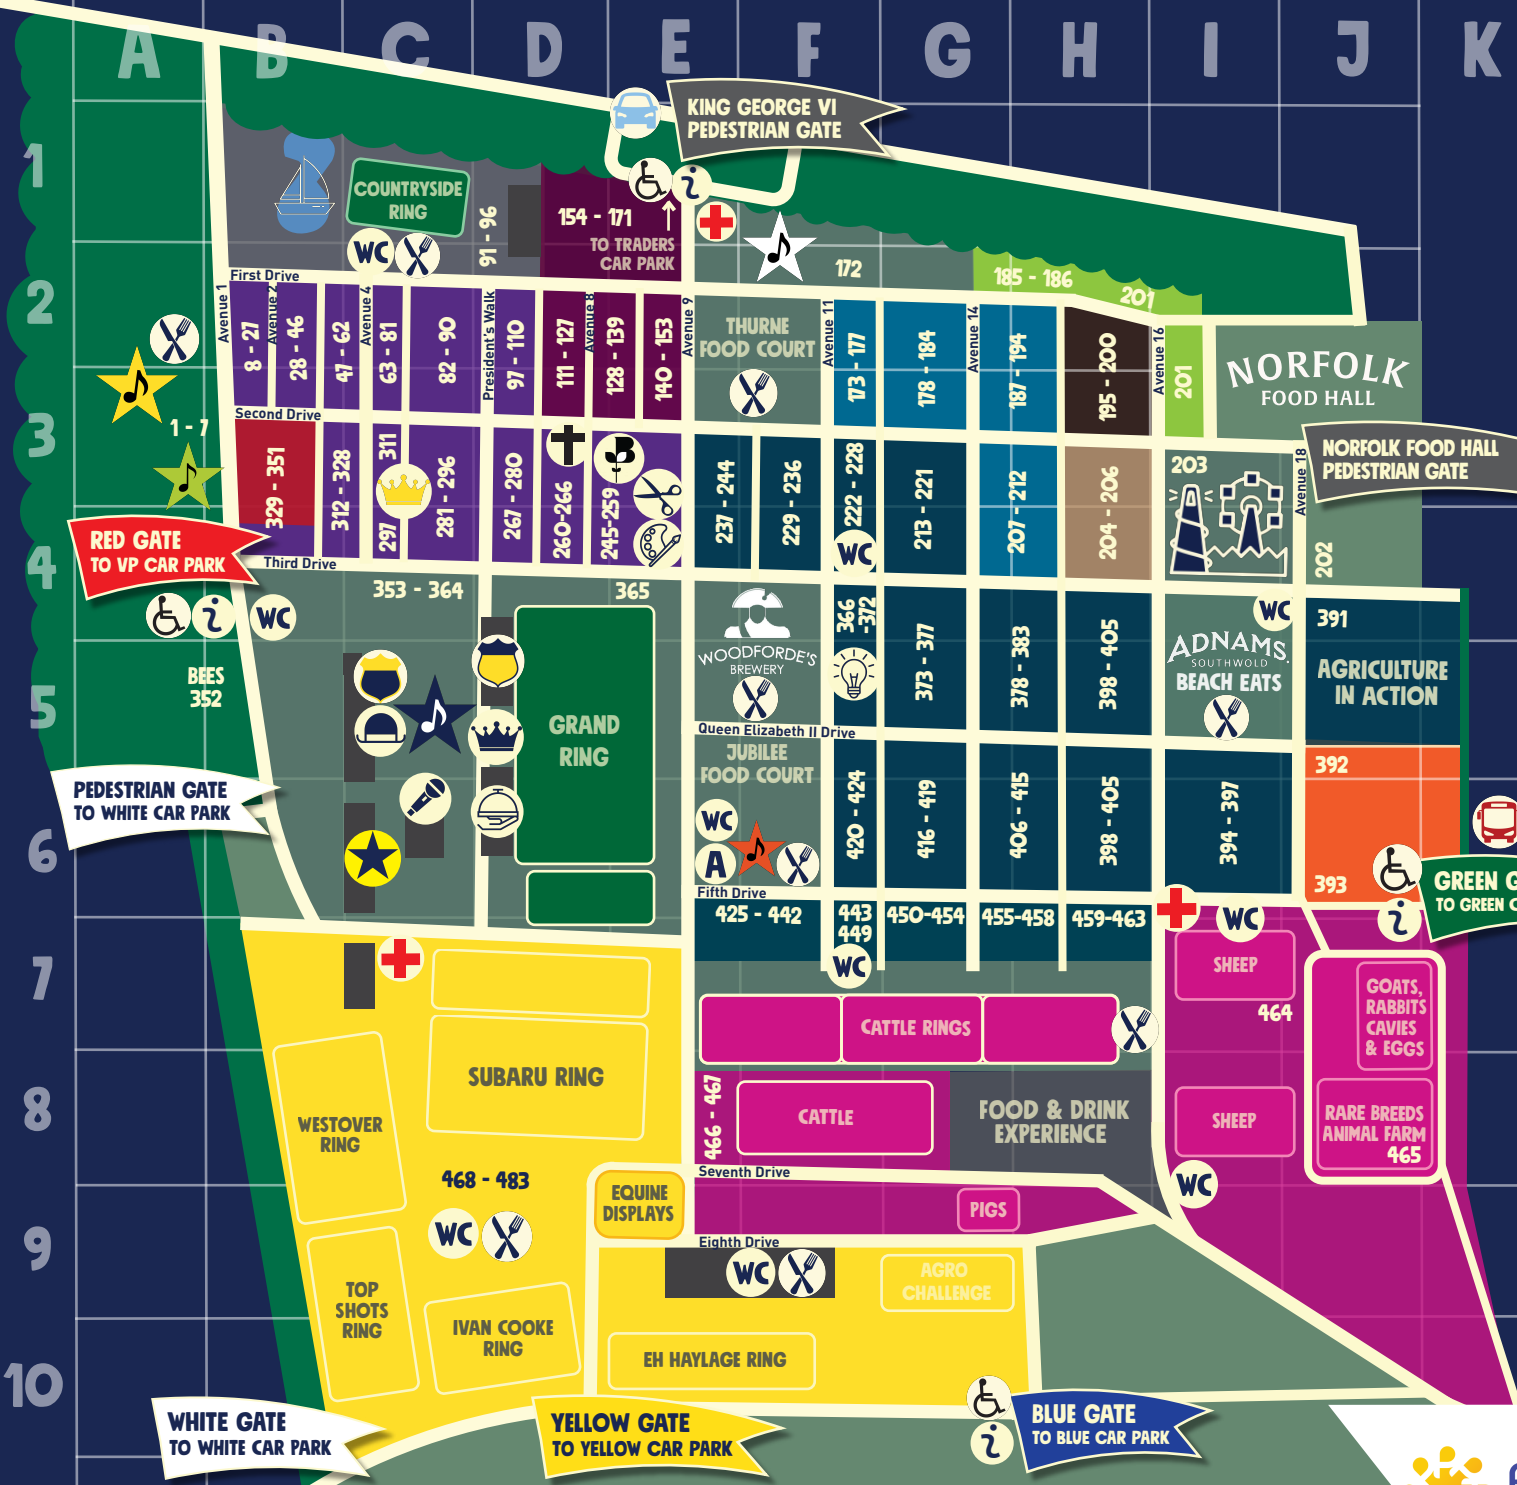 A
B
C
D
E
F
G
H
I
J
K
1
2
3
4
5
6
7
8
9
10
KING GEORGE VI
PEDESTRIAN GATE
COUNTRYSIDE
RING
WC
91 - 96
154 - 171
TO TRADERS
CAR PARK
i
172
185 - 186
201
First Drive
Avenue 1
8 - 27
Avenue 2
28 - 46
47 - 62
Avenue 4
63 - 81
82 - 90
President's Walk
97 - 110
111 - 127
Avenue 8
128 - 139
140 - 153
Avenue 9
THURNE
FOOD COURT
Avenue 11
173 - 177
178 - 184
Avenue 14
187 - 194
195 - 200
Avenue 16
201
NORFOLK
FOOD HALL
1 - 7
Second Drive
329 - 351
312 - 328
311
297
281 - 296
267 - 280
260-266
245-259
237 - 244
229 - 236
222 - 228
WC
213 - 221
207 - 212
204 - 206
203
Avenue 18
202
NORFOLK FOOD HALL
PEDESTRIAN GATE
RED GATE
TO VP CAR PARK
Third Drive
i
WC
353 - 364
365
BEES
352
GRAND
RING
WOODFORDE'S
BREWERY
366
-372
373 - 377
378 - 383
398 - 405
WC
ADNAMS
SOUTHWOLD
BEACH EATS
391
AGRICULTURE
IN ACTION
Queen Elizabeth II Drive
JUBILEE
FOOD COURT
WC
A
420 - 424
416 - 419
406 - 415
398 - 405
394 - 397
392
393
PEDESTRIAN GATE
TO WHITE CAR PARK
GREEN G
TO GREEN C
i
Fifth Drive
425 - 442
443
449
WC
450-454
455-458
459-463
WC
SHEEP
464
GOATS,
RABBITS
CAVIES
& EGGS
CATTLE RINGS
SUBARU RING
WESTOVER
RING
466 - 467
CATTLE
FOOD & DRINK
EXPERIENCE
SHEEP
RARE BREEDS
ANIMAL FARM
465
WC
468 - 483
WC
Seventh Drive
EQUINE
DISPLAYS
PIGS
Eighth Drive
WC
AGRO
CHALLENGE
TOP
SHOTS
RING
IVAN COOKE
RING
EH HAYLAGE RING
WHITE GATE
TO WHITE CAR PARK
YELLOW GATE
TO YELLOW CAR PARK
i
BLUE GATE
TO BLUE CAR PARK